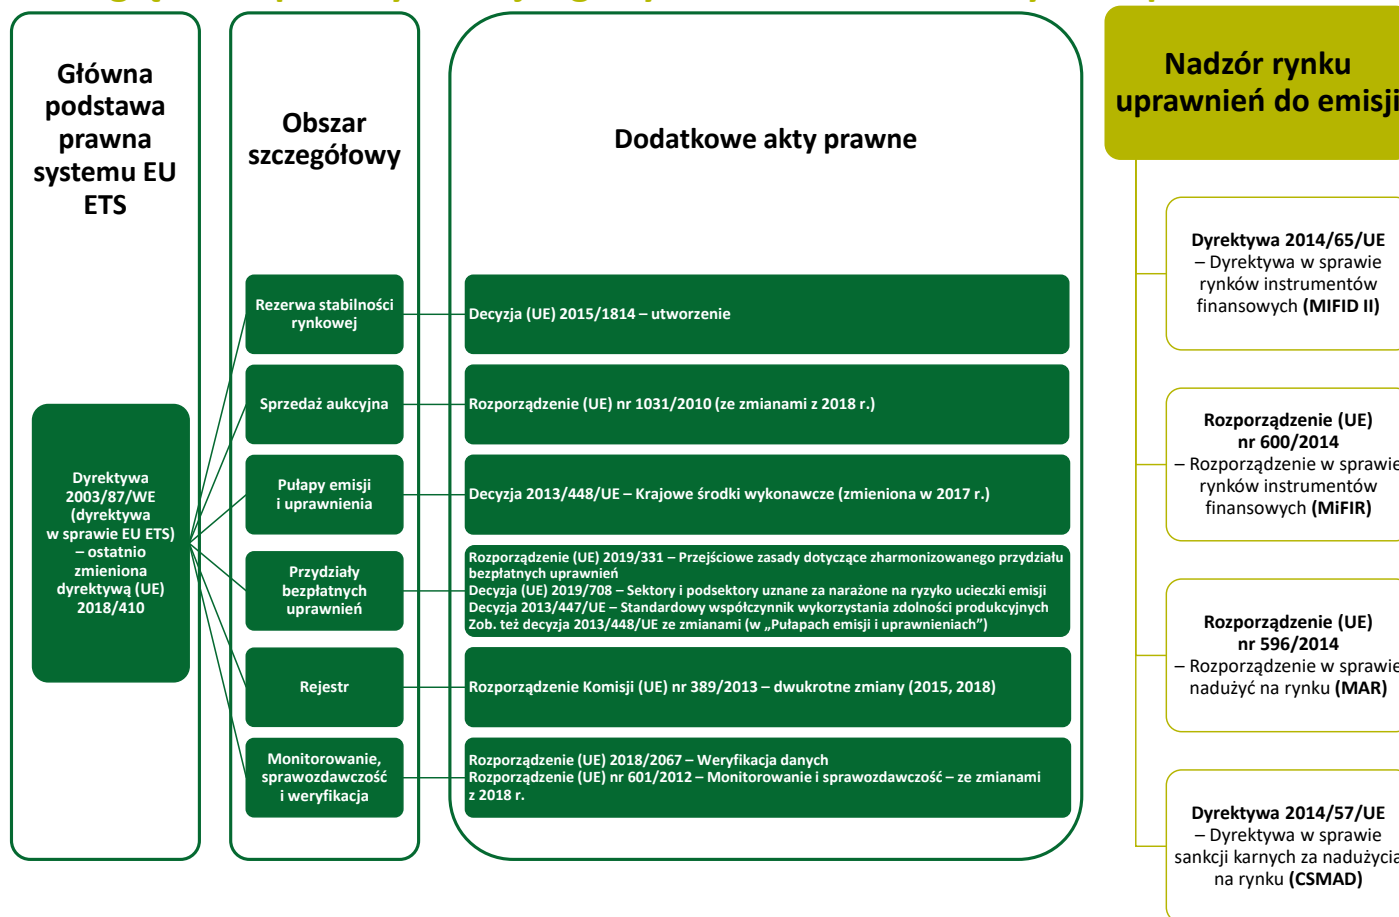 Główna
podstawa
prawna
systemu EU
ETS
Obszar
szczegółowy
Dodatkowe akty prawne
Dyrektywa
2003/87/WE
(dyrektywa
w sprawie EU ETS)
– ostatnio
zmieniona
dyrektywą (UE)
2018/410
Rezerwa stabilności
rynkowej
Decyzja (UE) 2015/1814 – utworzenie
Sprzedaż aukcyjna
Rozporządzenie (UE) nr 1031/2010 (ze zmianami z 2018 r.)
Pułapy emisji
i uprawnienia
Decyzja 2013/448/UE – Krajowe środki wykonawcze (zmieniona w 2017 r.)
Przydziały
bezpłatnych
uprawnień
Rozporządzenie (UE) 2019/331 – Przejściowe zasady dotyczące zharmonizowanego przydziału
bezpłatnych uprawnień
Decyzja (UE) 2019/708 – Sektory i podsektory uznane za narażone na ryzyko ucieczki emisji
Decyzja 2013/447/UE – Standardowy współczynnik wykorzystania zdolności produkcyjnych
Zob. też decyzja 2013/448/UE ze zmianami (w „Pułapach emisji i uprawnieniach”)
Rejestr
Rozporządzenie Komisji (UE) nr 389/2013 – dwukrotne zmiany (2015, 2018)
Monitorowanie,
sprawozdawczość
i weryfikacja
Rozporządzenie (UE) 2018/2067 – Weryfikacja danych
Rozporządzenie (UE) nr 601/2012 – Monitorowanie i sprawozdawczość – ze zmianami
z 2018 r.
Nadzór rynku
uprawnień do emisji
Dyrektywa 2014/65/UE
– Dyrektywa w sprawie
rynków instrumentów
finansowych (MIFID II)
Rozporządzenie (UE)
nr 600/2014
– Rozporządzenie w sprawie
rynków instrumentów
finansowych (MiFIR)
Rozporządzenie (UE)
nr 596/2014
– Rozporządzenie w sprawie
nadużyć na rynku (MAR)
Dyrektywa 2014/57/UE
– Dyrektywa w sprawie
sankcji karnych za nadużycia
na rynku (CSMAD)